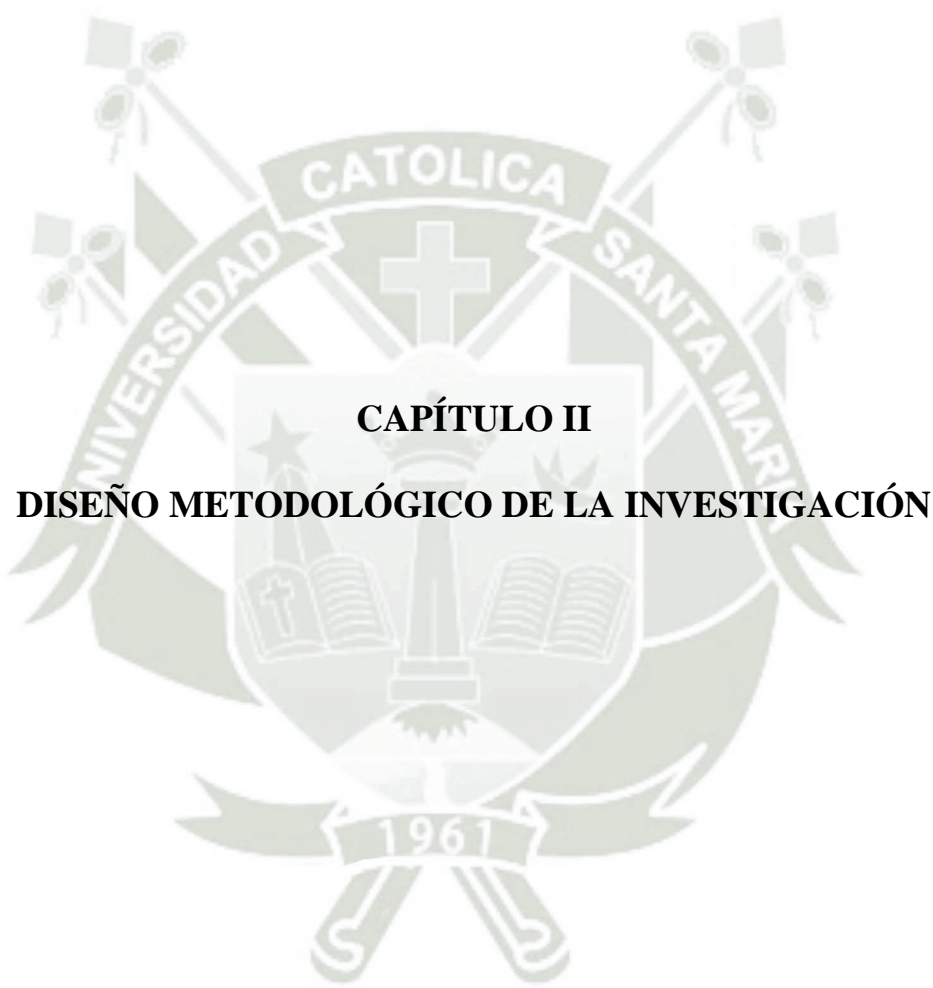 CATOLICA
UNIVERSIDAD
SANTA MARIA
CAPÍTULO II
DISEÑO METODOLÓGICO DE LA INVESTIGACIÓN
1961